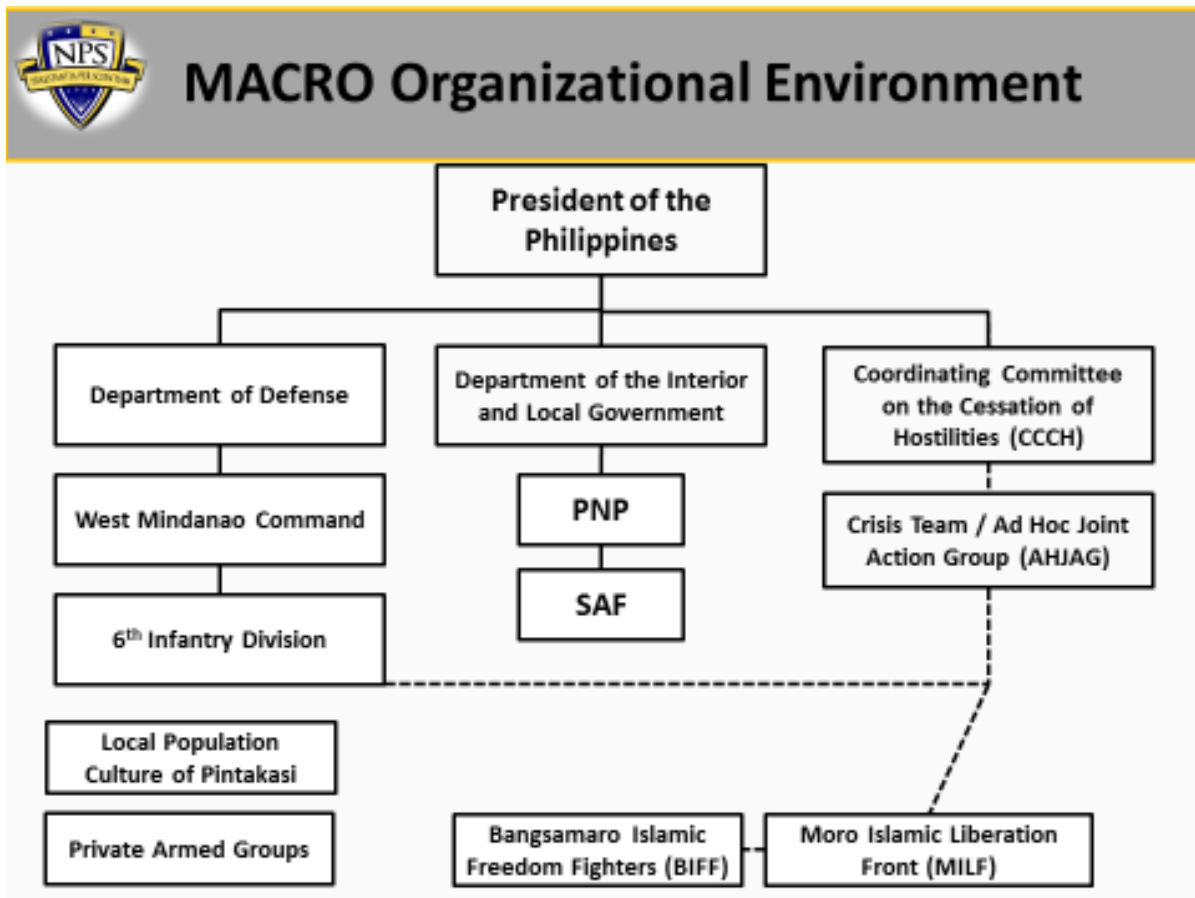 NPS
MACRO Organizational Environment
President of the
Philippines
Department of Defense
Department of the Interior
and Local Government
Coordinating Committee
on the Cessation of
Hostilities (CCCH)
West Mindanao Command
PNP
Crisis Team / Ad Hoc Joint
Action Group (AHJAG)
SAF
6th Infantry Division
Local Population
Culture of Pintakasi
Private Armed Groups
Bangsamaro Islamic
Freedom Fighters (BIFF)
Moro Islamic Liberation
Front (MILF)